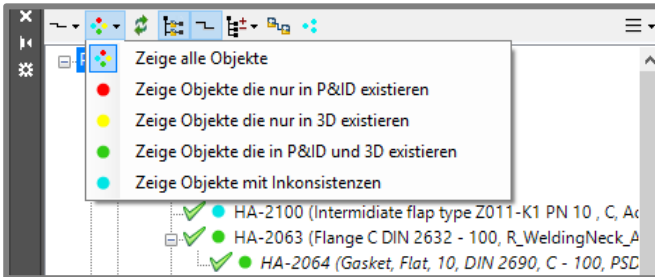 Zeige alle Objekte
Zeige Objekte die nur in P&ID existieren
Zeige Objekte die nur in 3D existieren
Zeige Objekte die in P&ID und 3D existieren
Zeige Objekte mit Inkonsistenzen
HA-2100 (Intermidiate flap type Z011-K1 PN 10 , C, Ac
HA-2063 (Flange C DIN 2632 - 100, R_WeldingNeck_A
HA-2064 (Gasket, Flat, 10, DIN 2690, C - 100, PSD